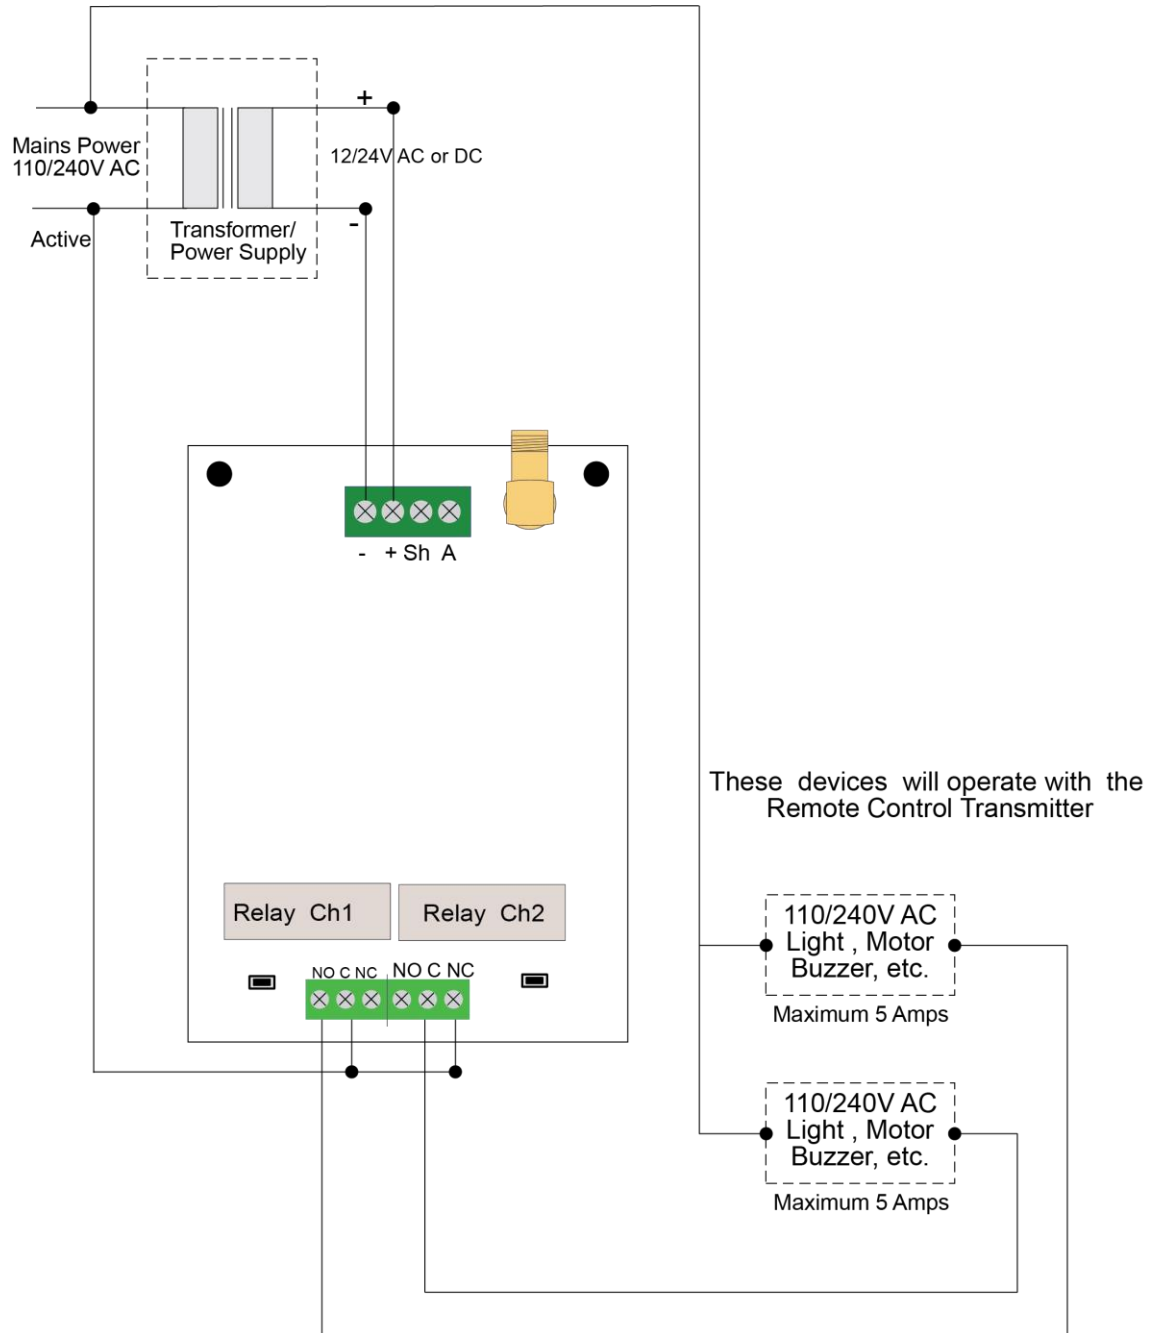 +
Mains Power
110/240V AC
12/24V AC or DC
-
Active
Transformer/
Power Supply
- + Sh A
These devices will operate with the
Remote Control Transmitter
Relay Ch1
Relay Ch2
110/240V AC
Light , Motor
Buzzer, etc.
NO C NC
NO C NC
Maximum 5 Amps
110/240V AC
Light , Motor
Buzzer, etc.
Maximum 5 Amps